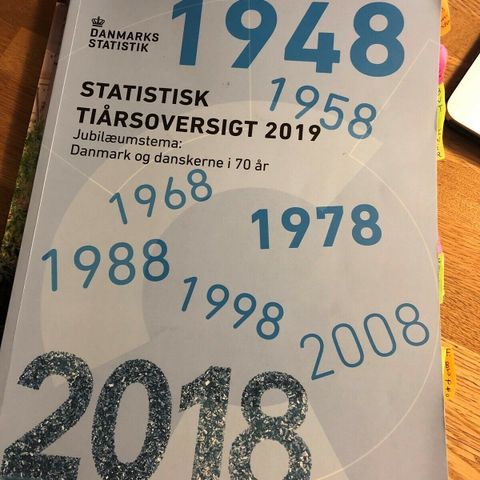 DANMARKS
STATISTIK
1948
1958
STATISTISK
TIÅRSOVERSIGT 2019
Jubilæumstema:
Danmark og danskerne i 70 år
1968
1978
1988
1998
2008
2018